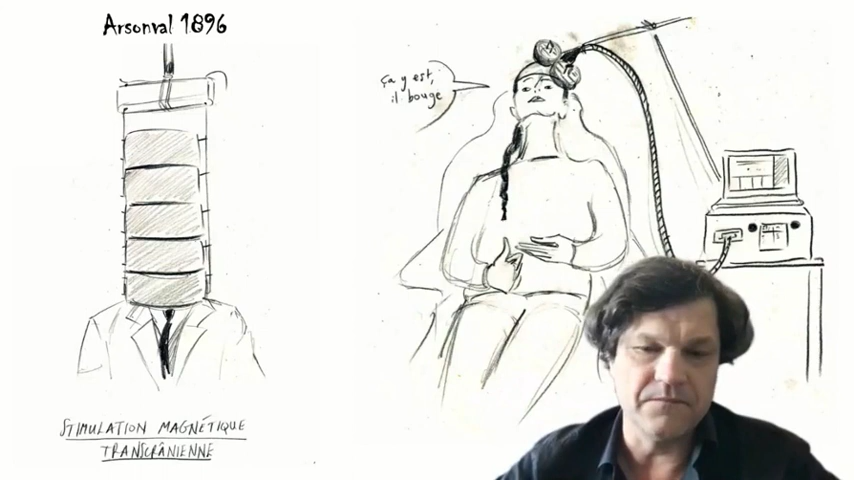 Arsonval 1896
ça y est,
il bouge
STIMULATION MAGNÉTIQUE
TRANSCRÂNIENNE